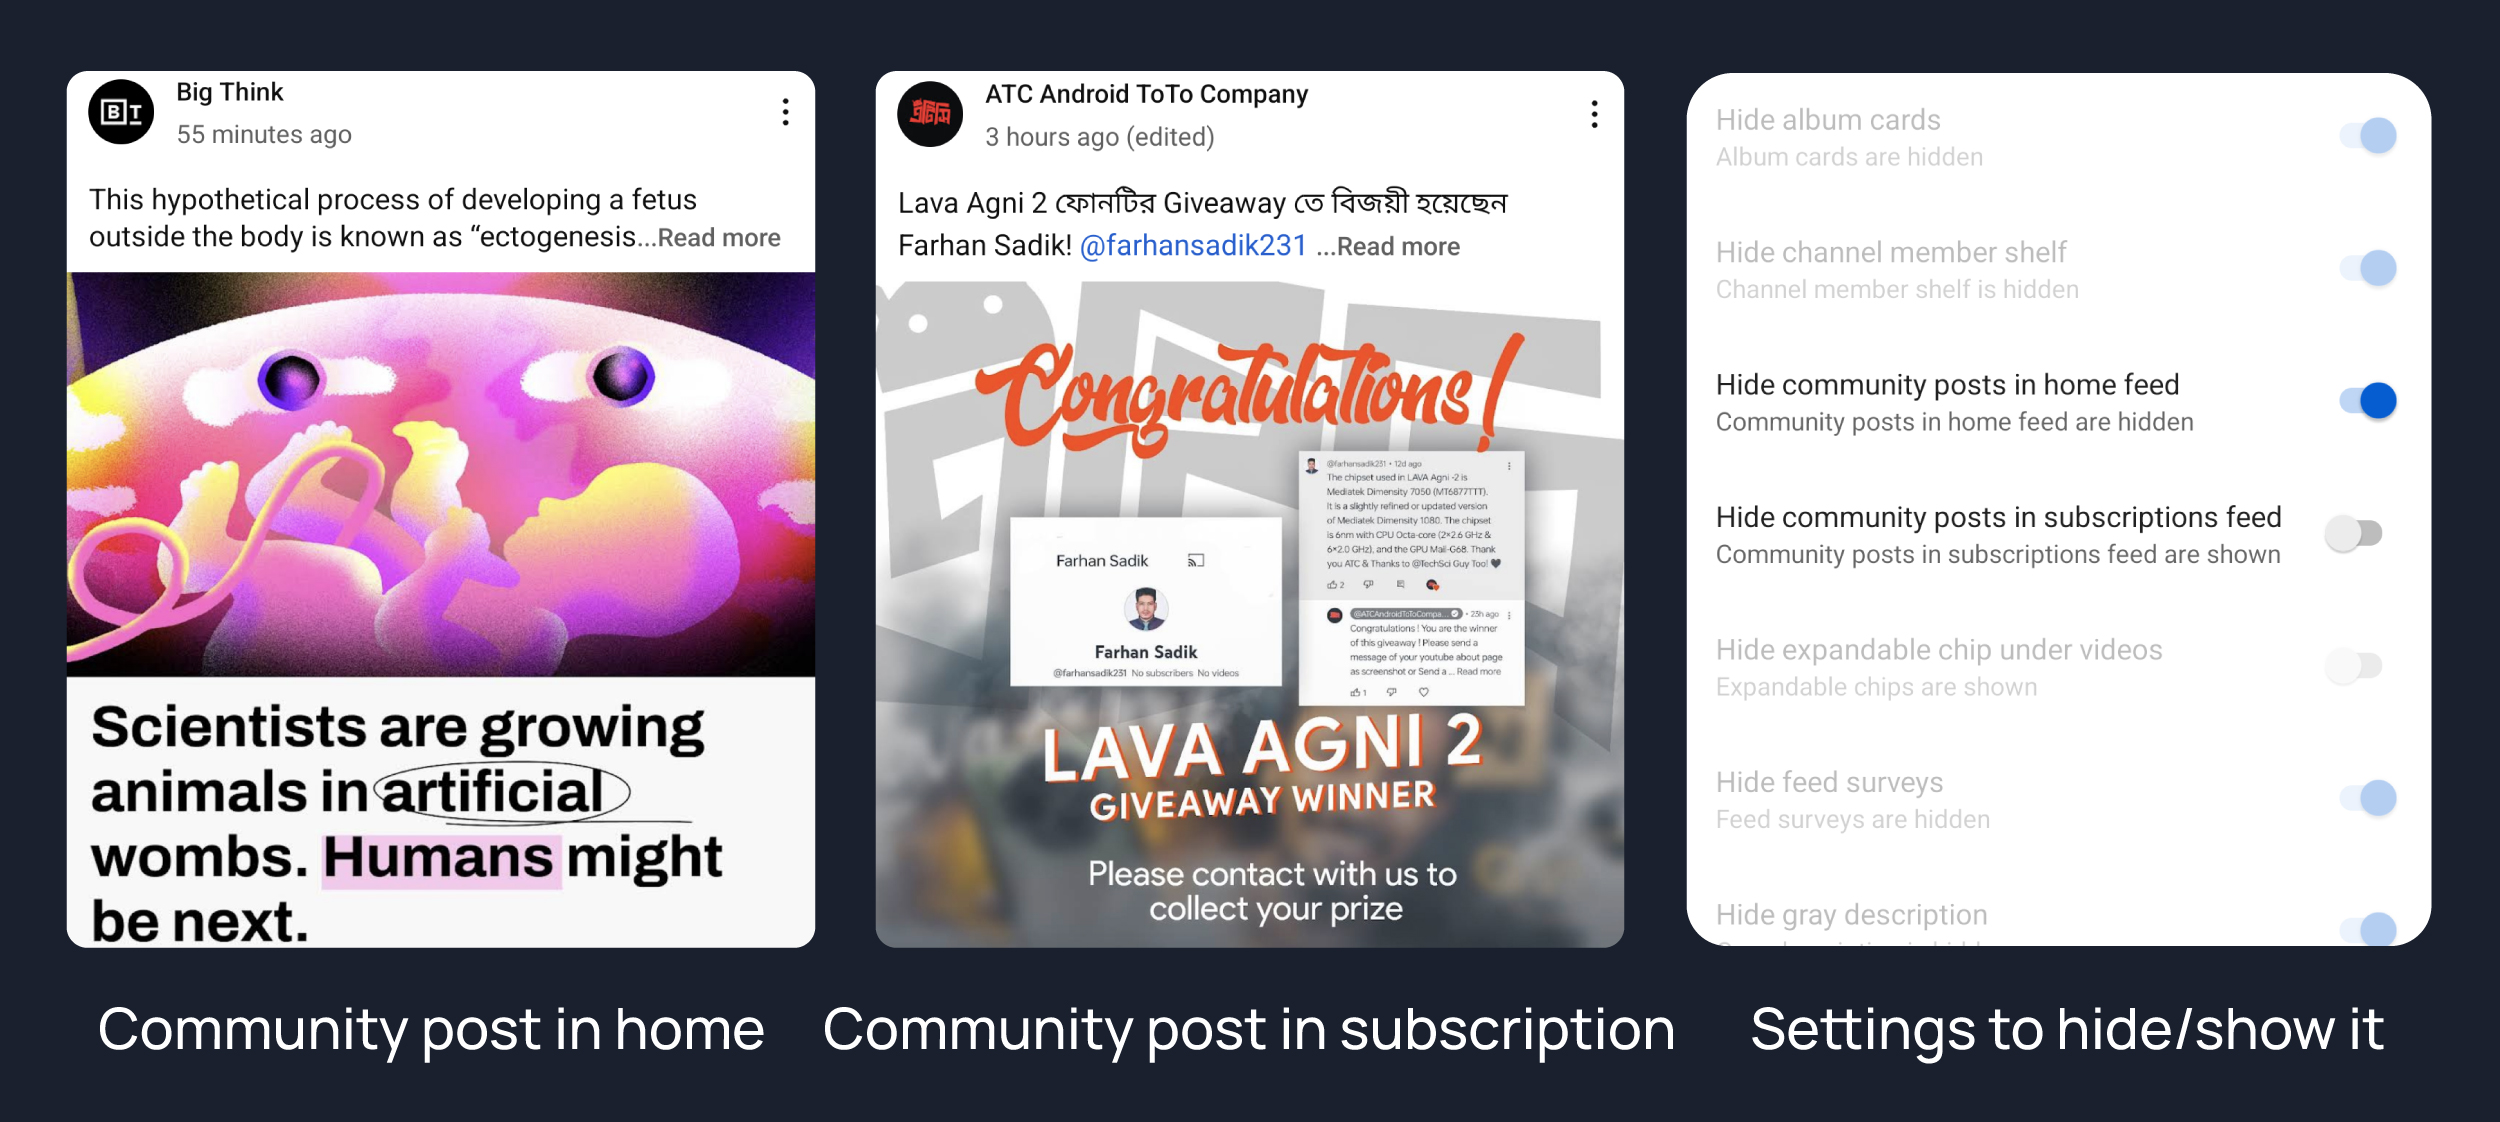 BT
Big Think
55 minutes ago
This hypothetical process of developing a fetus
outside the body is known as “ectogenesis...Read more
Scientists are growing
animals in artificial
wombs. Humans might
be next.
Community post in home
এটিসি
ATC Android ToTo Company
3 hours ago (edited)
Lava Agni 2 ফোনটির Giveaway তে বিজয়ী হয়েছেন
Farhan Sadik! @farhansadik231 ...Read more
Congratulations!
Farhan Sadik
Farhan Sadik
@farhansadik231 No subscribers No videos
@farhansadik231 • 12d ago
The chipset used in LAVA Agni -2 is
Mediatek Dimensity 7050 (MT6877TTT).
It is a slightly refined or updated version
of Mediatek Dimensity 1080. The chipset
is 6nm with CPU Octa-core (2×2.6 GHz &
6×2.0 GHz), and the GPU Mail-G68. Thank
you ATC & Thanks to @TechSci Guy Too! 🖤
2
@ATCAndroidToToCompa... • 23h ago
Congratulations ! You are the winner
of this giveaway ! Please send a
message of your youtube about page
as screenshot or Send a ... Read more
1
LAVA AGNI 2
GIVEAWAY WINNER
Please contact with us to
collect your prize
Community post in subscription
Hide album cards
Album cards are hidden
Hide channel member shelf
Channel member shelf is hidden
Hide community posts in home feed
Community posts in home feed are hidden
Hide community posts in subscriptions feed
Community posts in subscriptions feed are shown
Hide expandable chip under videos
Expandable chips are shown
Hide feed surveys
Feed surveys are hidden
Hide gray description
Settings to hide/show it